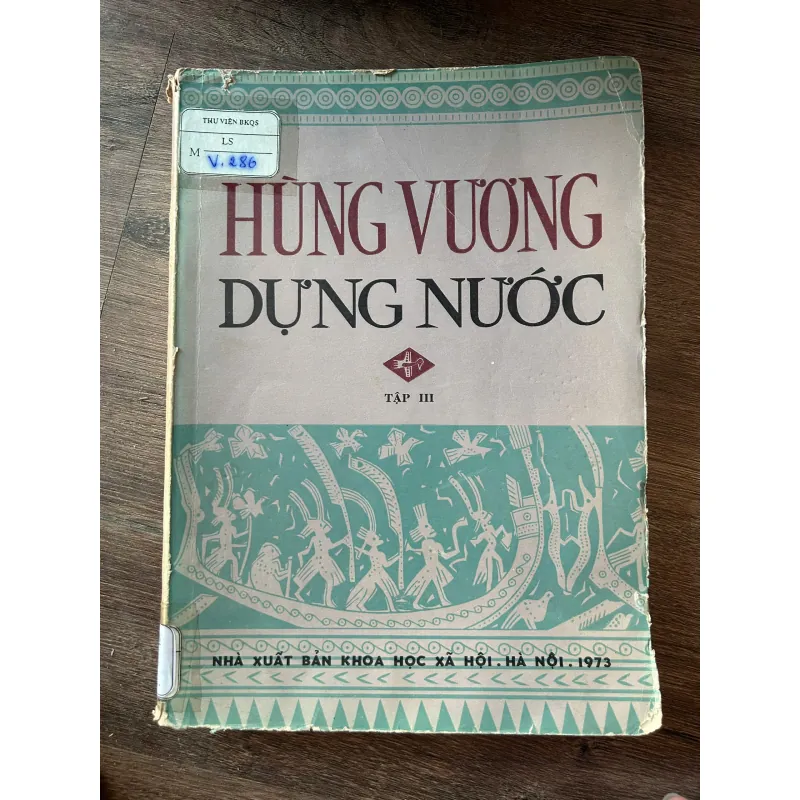 THƯ VIỆN BKQS
LS
M
V.286
HÙNG VƯƠNG
DỰNG NƯỚC
TẬP III
NHÀ XUẤT BẢN KHOA HỌC XÃ HỘI . HÀ NỘI . 1973